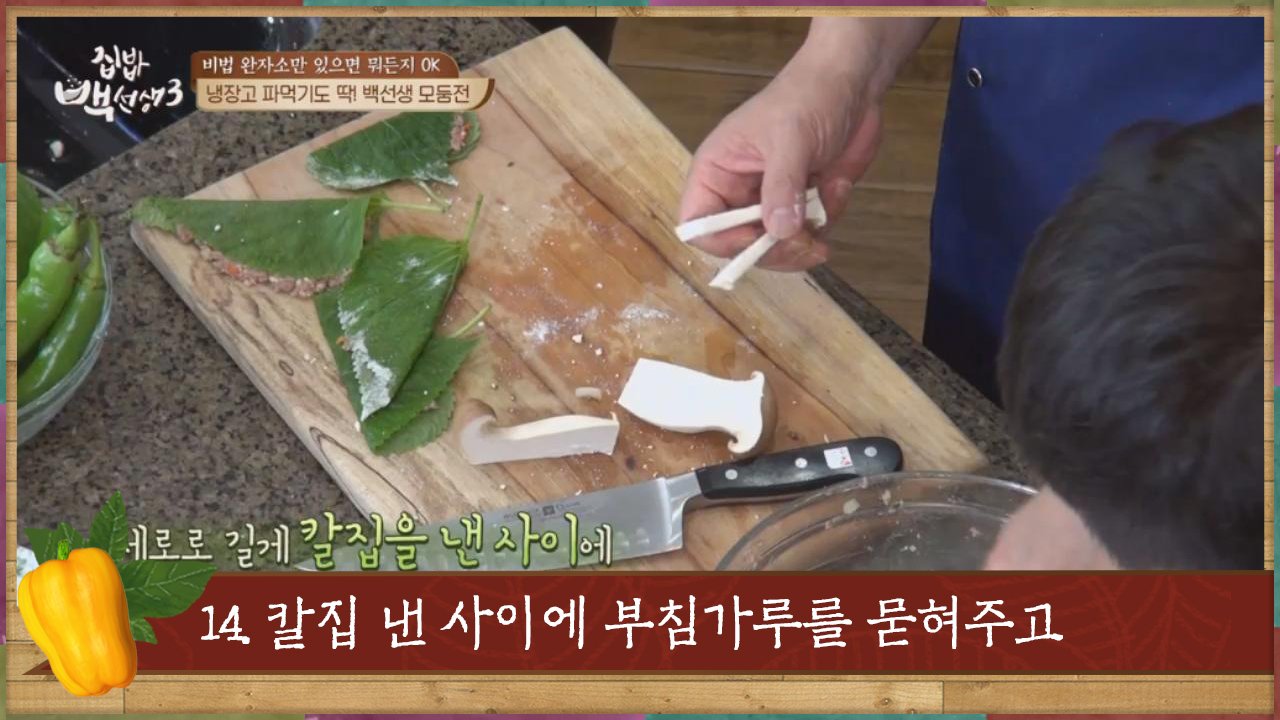 집밥
백선생3
비법 완자소만 있으면 뭐든지 OK
냉장고 파먹기도 딱! 백선생 모둠전
세로로 길게 칼집을 낸 사이에
14. 칼집 낸 사이에 부침가루를 묻혀주고